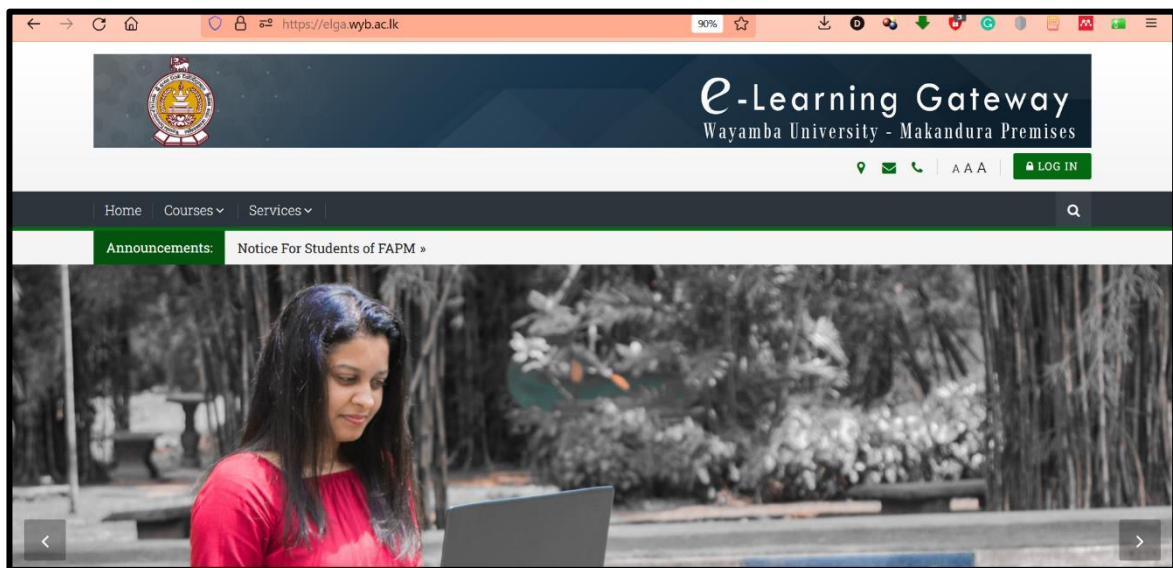 https://elga.wyb.ac.lk
90%
e-Learning Gateway
Wayamba University - Makandura Premises
A A A
LOG IN
Home Courses Services
Announcements: Notice For Students of FAPM »